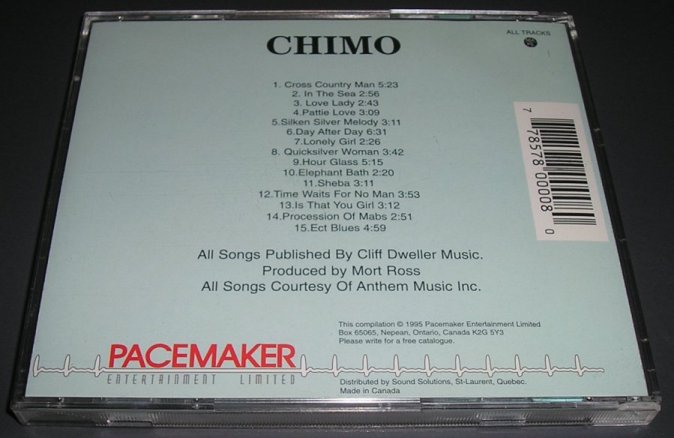 CHIMO
ALL TRACKS
1. Cross Country Man 5:23
2. In The Sea 2:56
3. Love Lady 2:43
4.Pattie Love 3:09
5.Silken Silver Melody 3:11
6.Day After Day 6:31
7.Lonely Girl 2:26
8. Quicksilver Woman 3:42
9.Hour Glass 5:15
10.Elephant Bath 2:20
11.Sheba 3:11
12.Time Waits For No Man 3:53
13.Is That You Girl 3:12
14.Procession Of Mabs 2:51
15.Ect Blues 4:59
7 78578 00008 0
All Songs Published By Cliff Dweller Music.
Produced by Mort Ross
All Songs Courtesy Of Anthem Music Inc.
This compilation © 1995 Pacemaker Entertainment Limited
Box 65065, Nepean, Ontario, Canada K2G 5Y3
Please write for a free catalogue.
PACEMAKER
ENTERTAINMENT LIMITED
Distributed by Sound Solutions, St-Laurent, Quebec.
Made in Canada